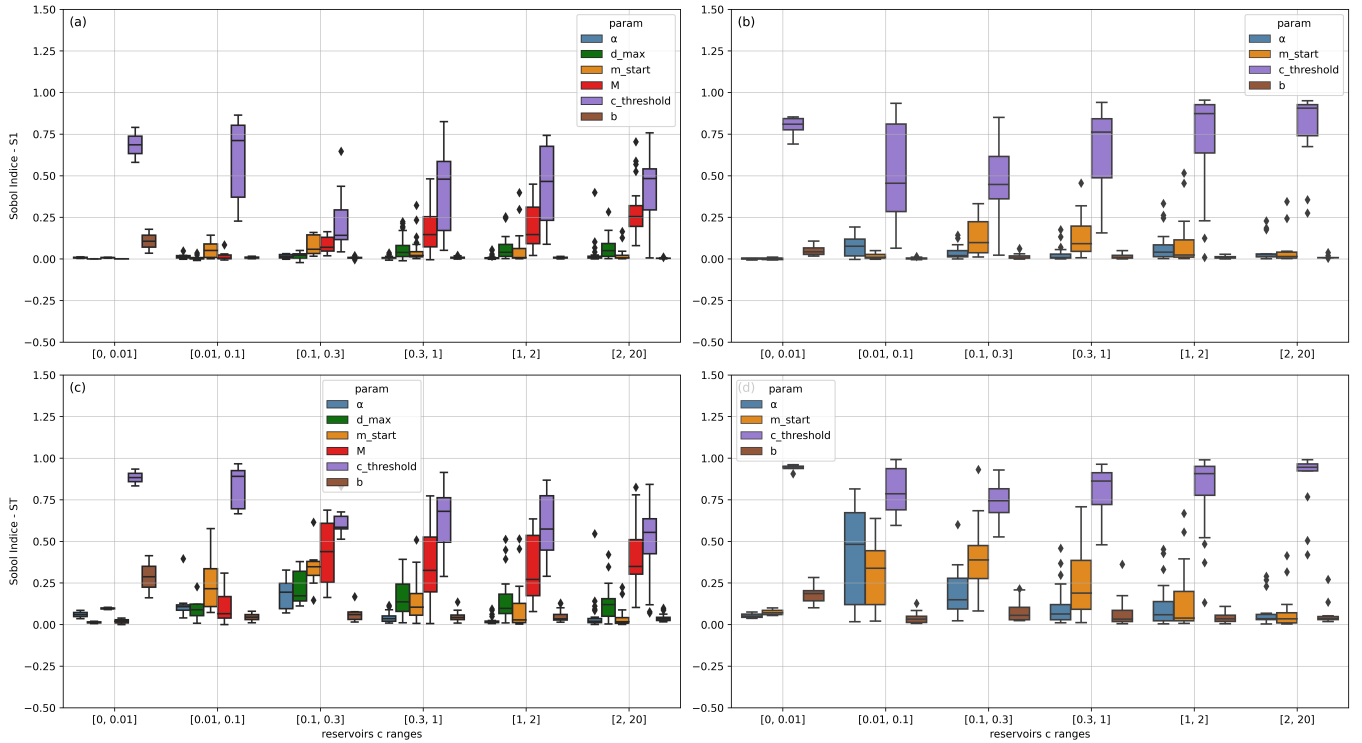 (a)
param
α
d_max
m_start
M
c_threshold
b
Sobol Indice - S1
1.50
1.25
1.00
0.75
0.50
0.25
0.00
−0.25
−0.50
[0, 0.01]
[0.01, 0.1]
[0.1, 0.3]
[0.3, 1]
[1, 2]
[2, 20]
(b)
param
α
m_start
c_threshold
b
1.50
1.25
1.00
0.75
0.50
0.25
0.00
−0.25
−0.50
[0, 0.01]
[0.01, 0.1]
[0.1, 0.3]
[0.3, 1]
[1, 2]
[2, 20]
(c)
param
α
d_max
m_start
M
c_threshold
b
Sobol Indice - ST
1.50
1.25
1.00
0.75
0.50
0.25
0.00
−0.25
−0.50
[0, 0.01]
[0.01, 0.1]
[0.1, 0.3]
[0.3, 1]
[1, 2]
[2, 20]
reservoirs c ranges
(d)
param
α
m_start
c_threshold
b
1.50
1.25
1.00
0.75
0.50
0.25
0.00
−0.25
−0.50
[0, 0.01]
[0.01, 0.1]
[0.1, 0.3]
[0.3, 1]
[1, 2]
[2, 20]
reservoirs c ranges